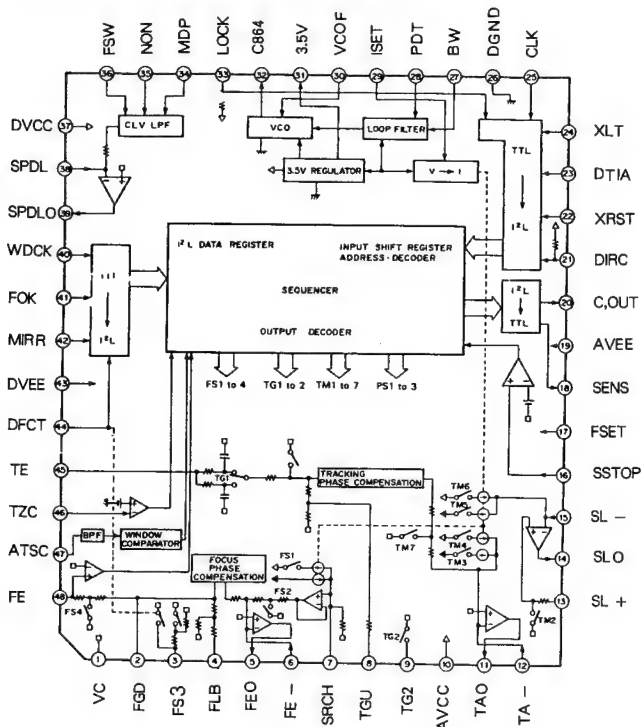 FSW
NON
MDP
LOCK
C864
3.5V
VCOF
ISET
PDT
BW
DGND
CLK
36
35
34
33
32
31
30
29
28
27
26
25
DVCC
37
CLV LPF
VCO
LOOP FILTER
TTL
I²L
24
XLT
SPDL
38
3.5V REGULATOR
V → I
23
DTIA
SPDLO
39
22
XRST
WDCK
40
I²L DATA REGISTER
INPUT SHIFT REGISTER
ADDRESS·DECODER
21
DIRC
FOK
41
I²L
SEQUENCER
I²L
TTL
20
C,OUT
MIRR
42
OUTPUT DECODER
19
AVEE
DVEE
43
FS1 to 4
TG1 to 2
TM1 to 7
PS1 to 3
18
SENS
DFCT
44
17
FSET
TE
45
TG1
TRACKING
PHASE COMPENSATION
16
SSTOP
TZC
46
TM6
TM5
15
SL -
ATSC
47
BPF
WINDOW
COMPARATOR
FOCUS
PHASE
COMPENSATION
FS1
TM7
TM4
TM3
14
SLO
FE
48
FS4
FS2
TG2
TM2
13
SL +
1
2
3
4
5
6
7
8
9
10
11
12
VC
FGD
FS3
FLB
FEO
FE -
SRCH
TGU
TG2
AVCC
TAO
TA -